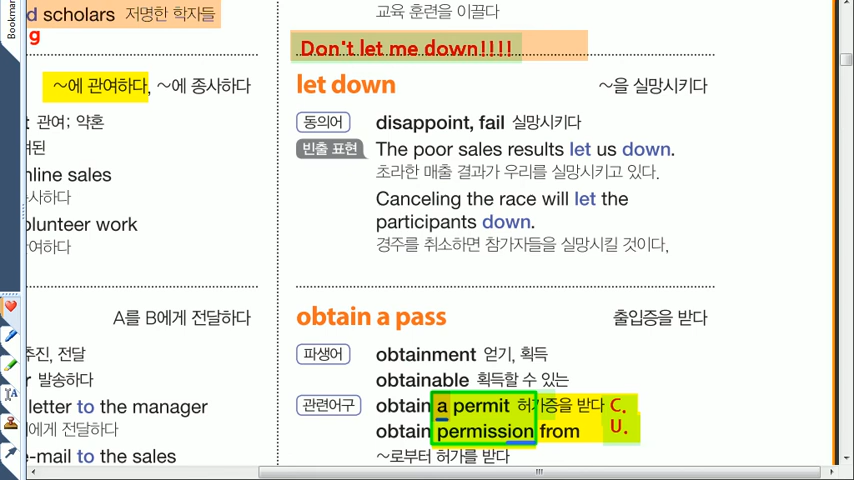 Bookmar
d scholars 저명한 학자들
g
~에 관여하다, ~에 종사하다
t 관여; 약혼
겨된
nline sales
사하다
olunteer work
여하다
A를 B에게 전달하다
추진, 전달
r 발송하다
letter to the manager
에게 전달하다
e-mail to the sales
교육 훈련을 이끌다
Don't let me down!!!!
let down ~을 실망시키다
동의어 disappoint, fail 실망시키다
빈출 표현 The poor sales results let us down.
초라한 매출 결과가 우리를 실망시키고 있다.
Canceling the race will let the
participants down.
경주를 취소하면 참가자들을 실망시킬 것이다,
obtain a pass 출입증을 받다
파생어 obtainment 얻기, 획득
obtainable 획득할 수 있는
관련어구 obtain a permit 허가증을 받다 C.
obtain permission from U.
~로부터 허가를 받다